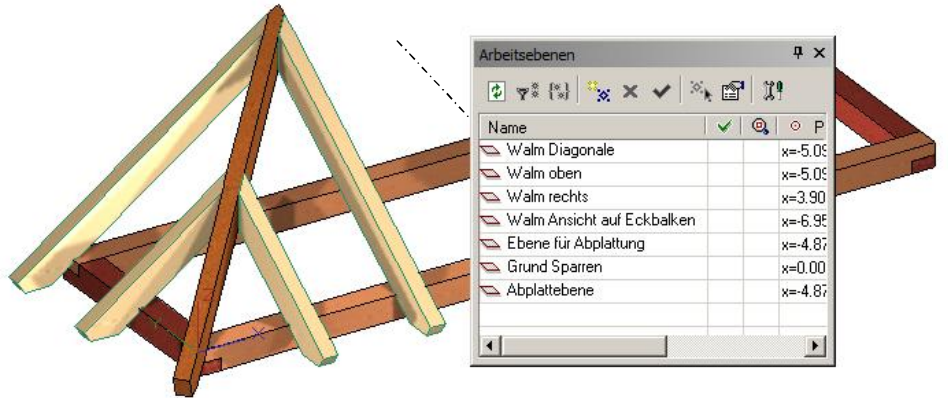 Arbeitsebenen
Name P
Walm Diagonale x=-5.09
Walm oben x=-5.09
Walm rechts x=3.90
Walm Ansicht auf Eckbalken x=-6.95
Ebene für Abplattung x=-4.87
Grund Sparren x=0.00
Abplattebene x=-4.87
X